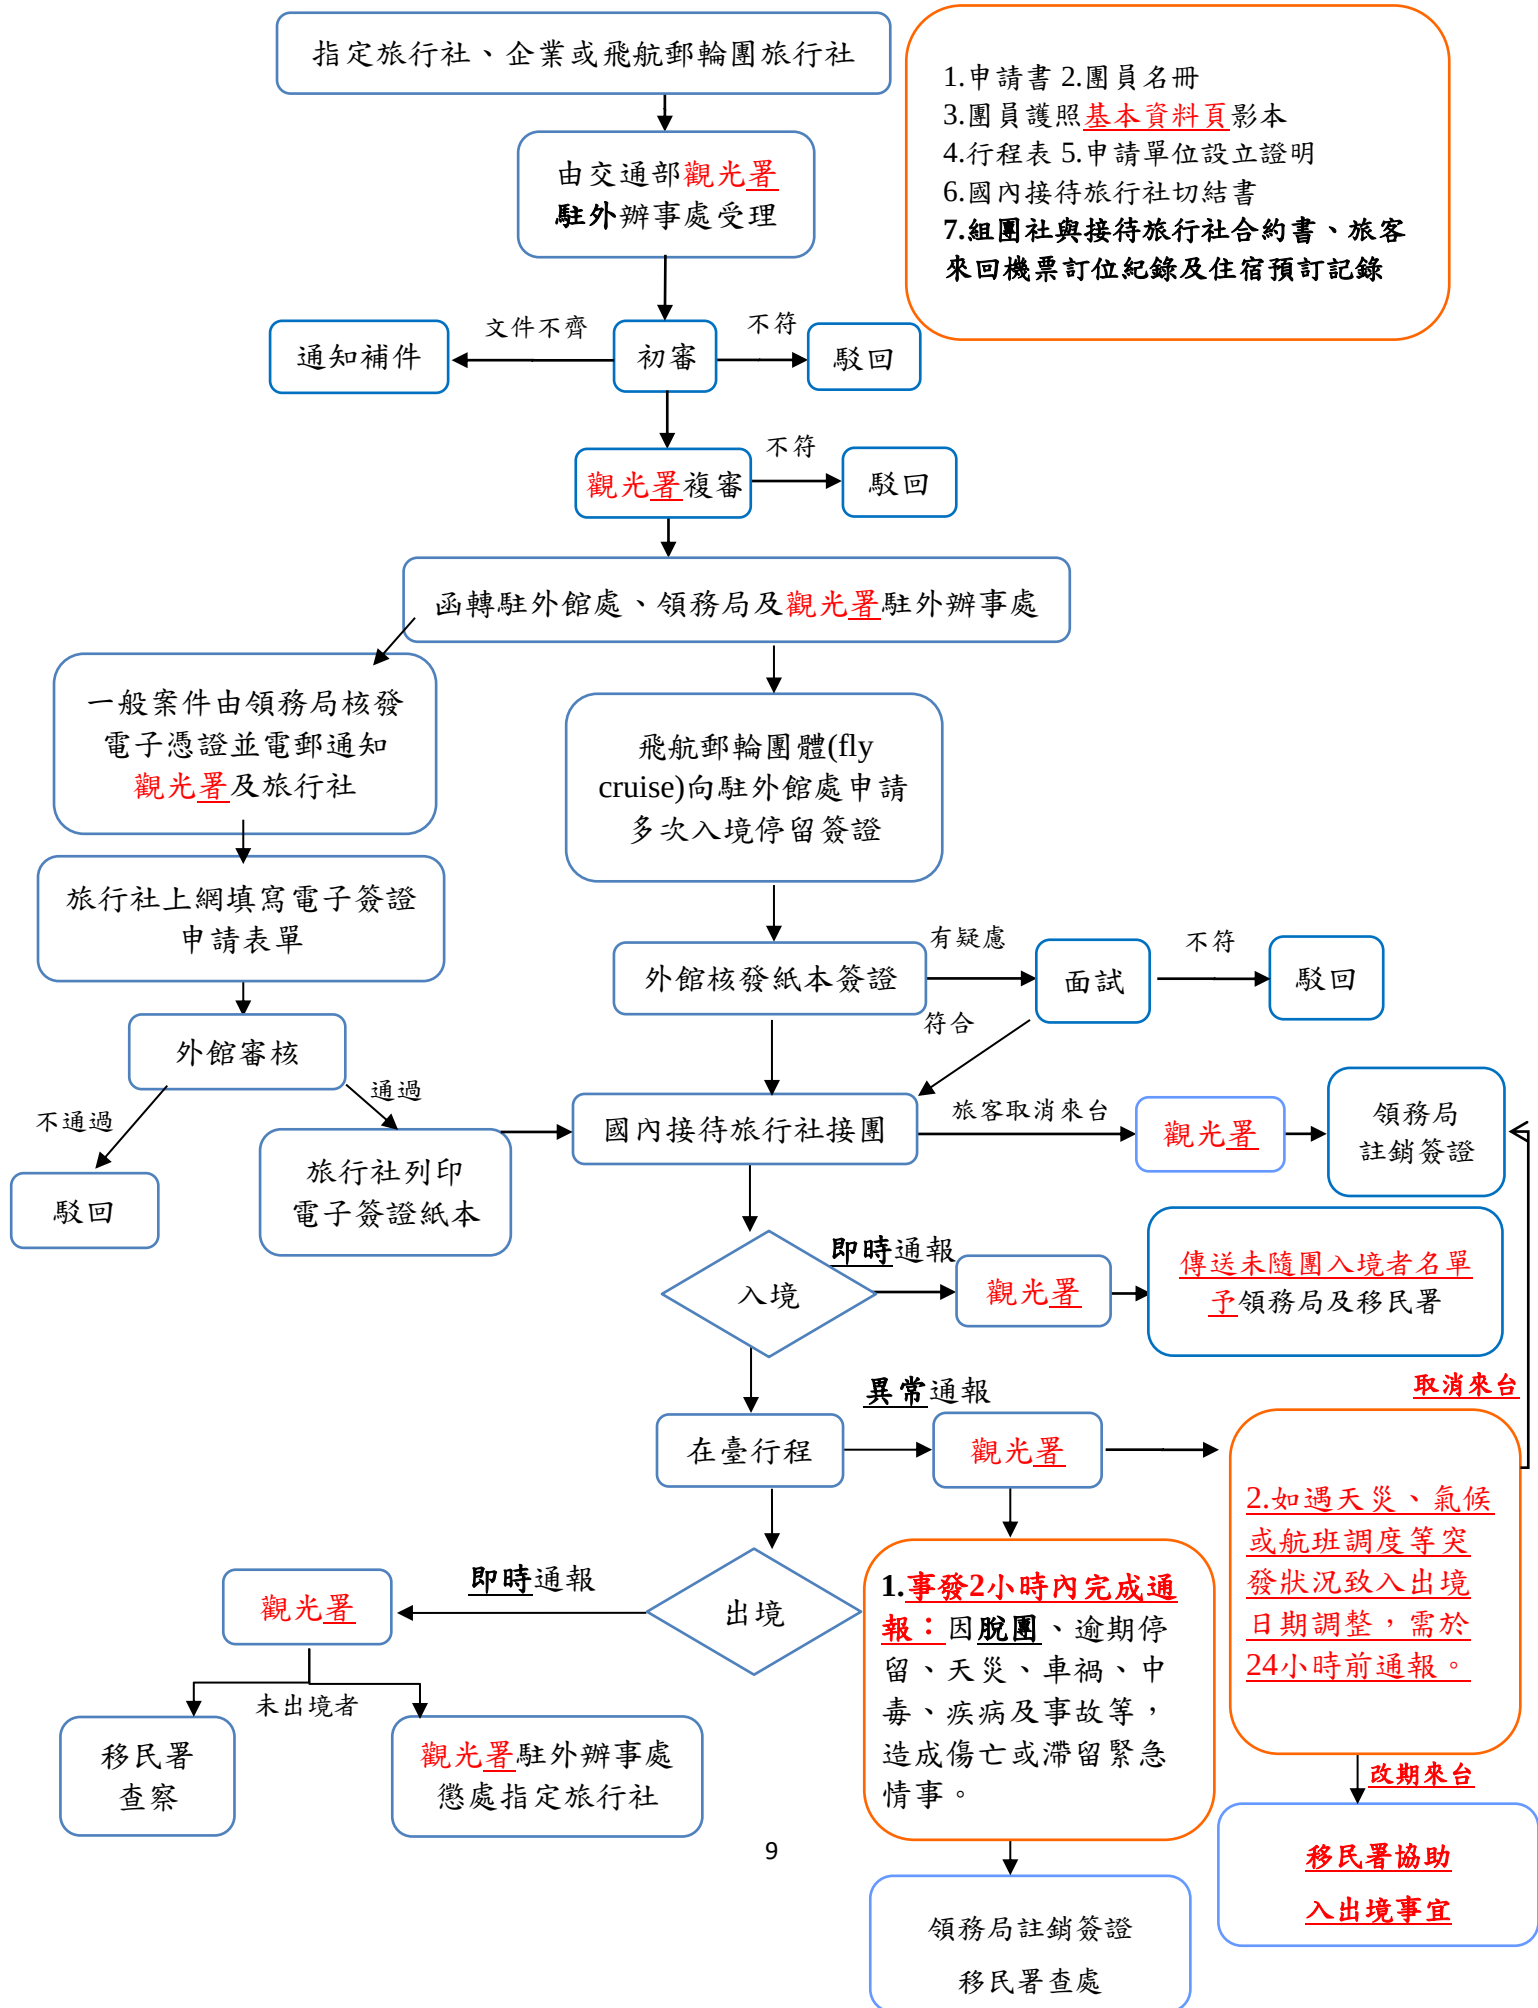 指定旅行社、企業或飛航郵輪團旅行社
1.申請書 2.團員名冊
3.團員護照基本資料頁影本
4.行程表 5.申請單位設立證明
6.國內接待旅行社切結書
7.組團社與接待旅行社合約書、旅客
來回機票訂位紀錄及住宿預訂記錄
由交通部觀光署
駐外辦事處受理
通知補件
文件不齊
初審
不符
駁回
觀光署複審
不符
駁回
函轉駐外館處、領務局及觀光署駐外辦事處
一般案件由領務局核發
電子憑證並電郵通知
觀光署及旅行社
飛航郵輪團體(fly
cruise)向駐外館處申請
多次入境停留簽證
旅行社上網填寫電子簽證
申請表單
外館核發紙本簽證
有疑慮
面試
不符
駁回
符合
外館審核
不通過
通過
駁回
旅行社列印
電子簽證紙本
國內接待旅行社接團
旅客取消來台
觀光署
領務局
註銷簽證
入境
即時通報
觀光署
傳送未隨團入境者名單
予領務局及移民署
取消來台
在臺行程
異常通報
觀光署
2.如遇天災、氣候
或航班調度等突
發狀況致入出境
日期調整，需於
24小時前通報。
出境
即時通報
觀光署
未出境者
移民署
查察
觀光署駐外辦事處
懲處指定旅行社
1.事發2小時內完成通
報：因脫團、逾期停
留、天災、車禍、中
毒、疾病及事故等，
造成傷亡或滯留緊急
情事。
改期來台
移民署協助
入出境事宜
9
領務局註銷簽證
移民署查處